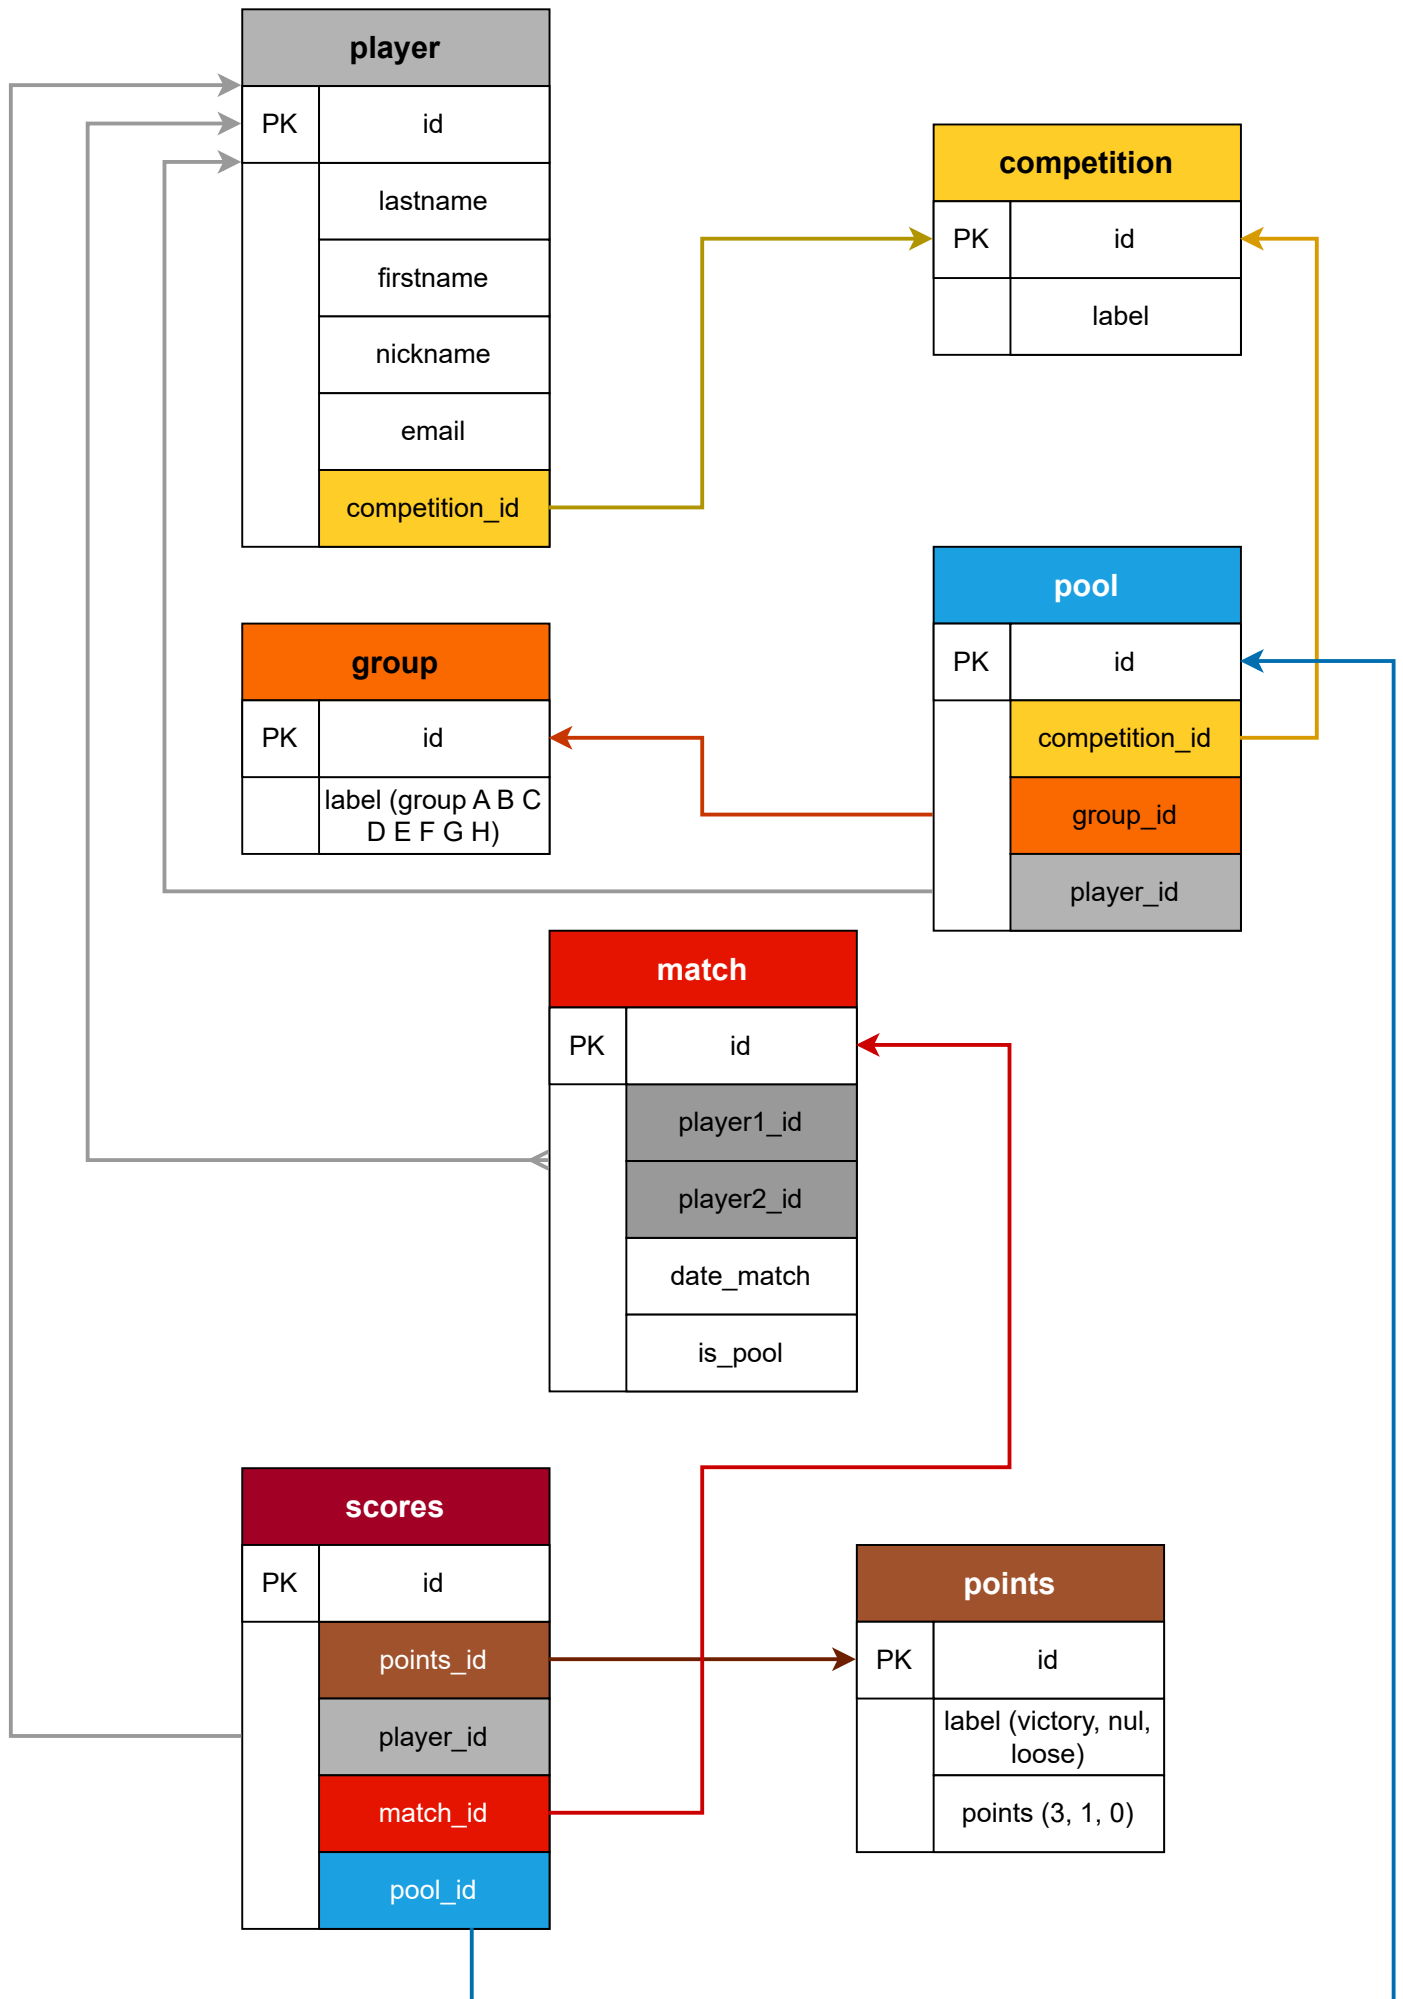 player
PK
id
lastname
firstname
nickname
email
competition_id
competition
PK
id
label
group
PK
id
label (group A B C
D E F G H)
pool
PK
id
competition_id
group_id
player_id
match
PK
id
player1_id
player2_id
date_match
is_pool
scores
PK
id
points_id
player_id
match_id
pool_id
points
PK
id
label (victory, nul,
loose)
points (3, 1, 0)